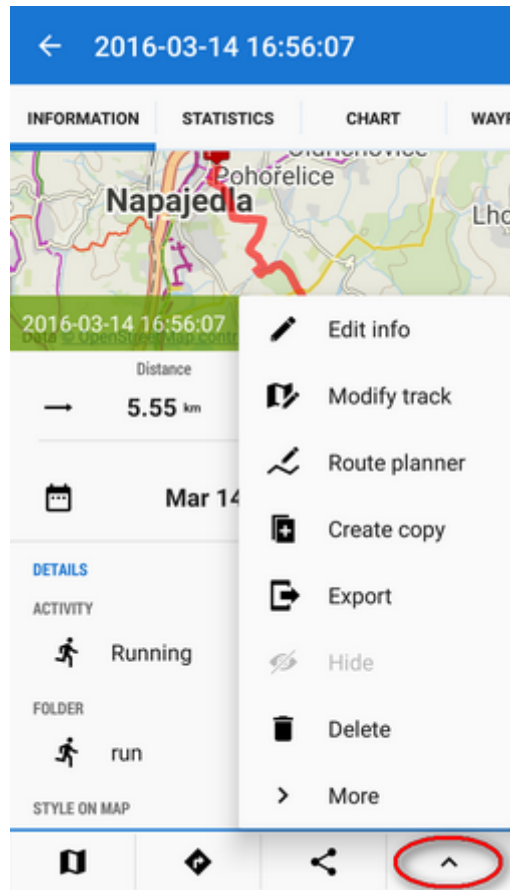 2016-03-14 16:56:07
INFORMATION STATISTICS CHART
Pohořelice
Napajedla
2016-03-14 16:56:07
Distance
5.55 km
Mar 14
DETAILS
ACTIVITY
Running
FOLDER
run
STYLE ON MAP
Edit info
Modify track
Route planner
Create copy
Export
Hide
Delete
More